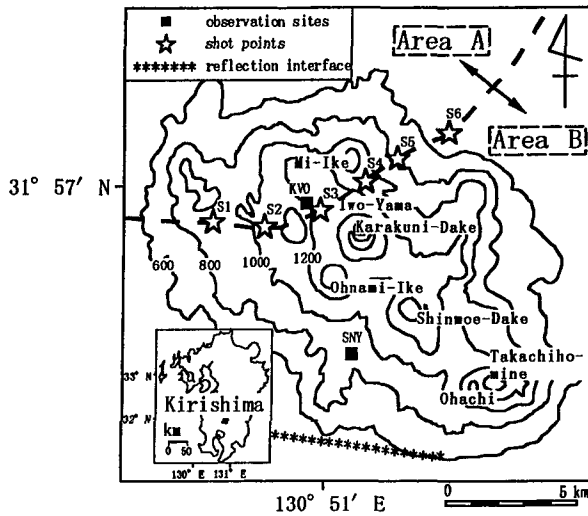 observation sites
shot points
reflection interface
Area A
Area B
S6
S5
S4
Mi-Ike
KVO
S3
Iwo-Yama
31° 57' N
S1
S2
Karakuni-Dake
600
800
1000
1200
Ohnami-Ike
Shinmoe-Dake
SNY
Takachiho-
mine
Ohachi
33° N
32° N
Kirishima
km
0 50
130° E 131° E
130° 51' E
0 5 km